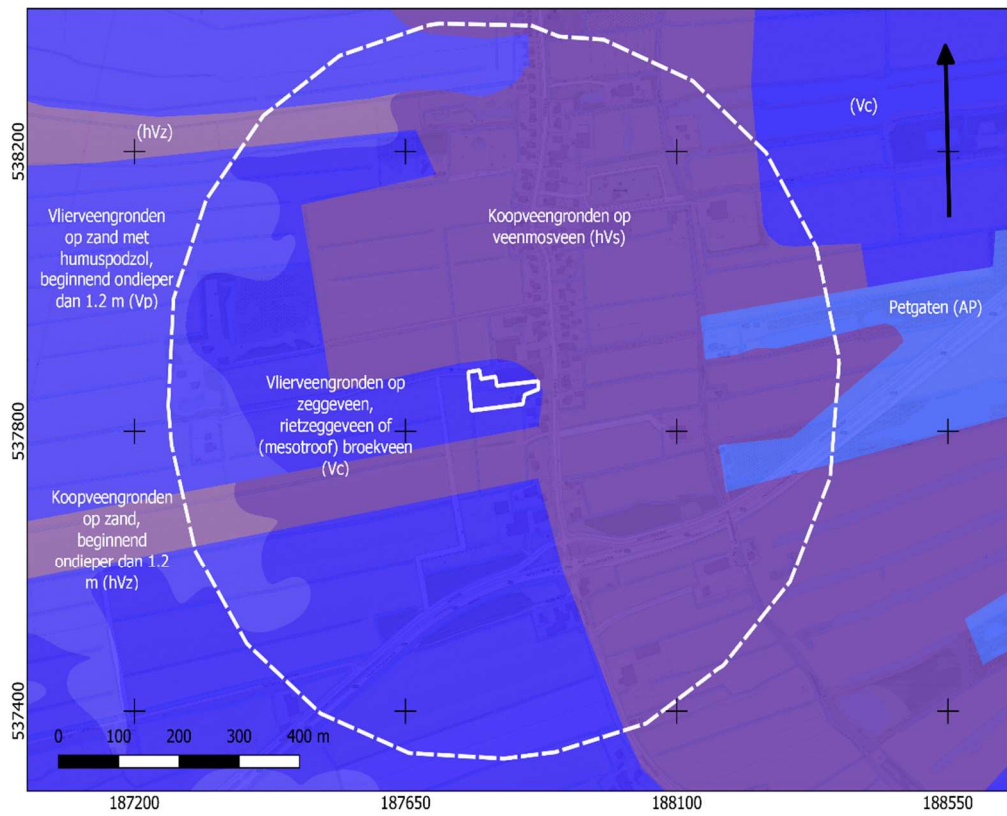 (hVz)
(Vc)
538200
Vlierveengronden
op zand met
humuspodzol,
beginnend ondieper
dan 1.2 m (Vp)
Koopveengronden op
veenmosveen (hVs)
Petgaten (AP)
Vlierveengronden op
zeggeveen,
rietzeggeveen of
(mesotroof) broekveen
(Vc)
537800
Koopveengronden
op zand,
beginnend
ondieper dan 1.2
m (hVz)
537400
0 100 200 300 400 m
187200 187650 188100 188550